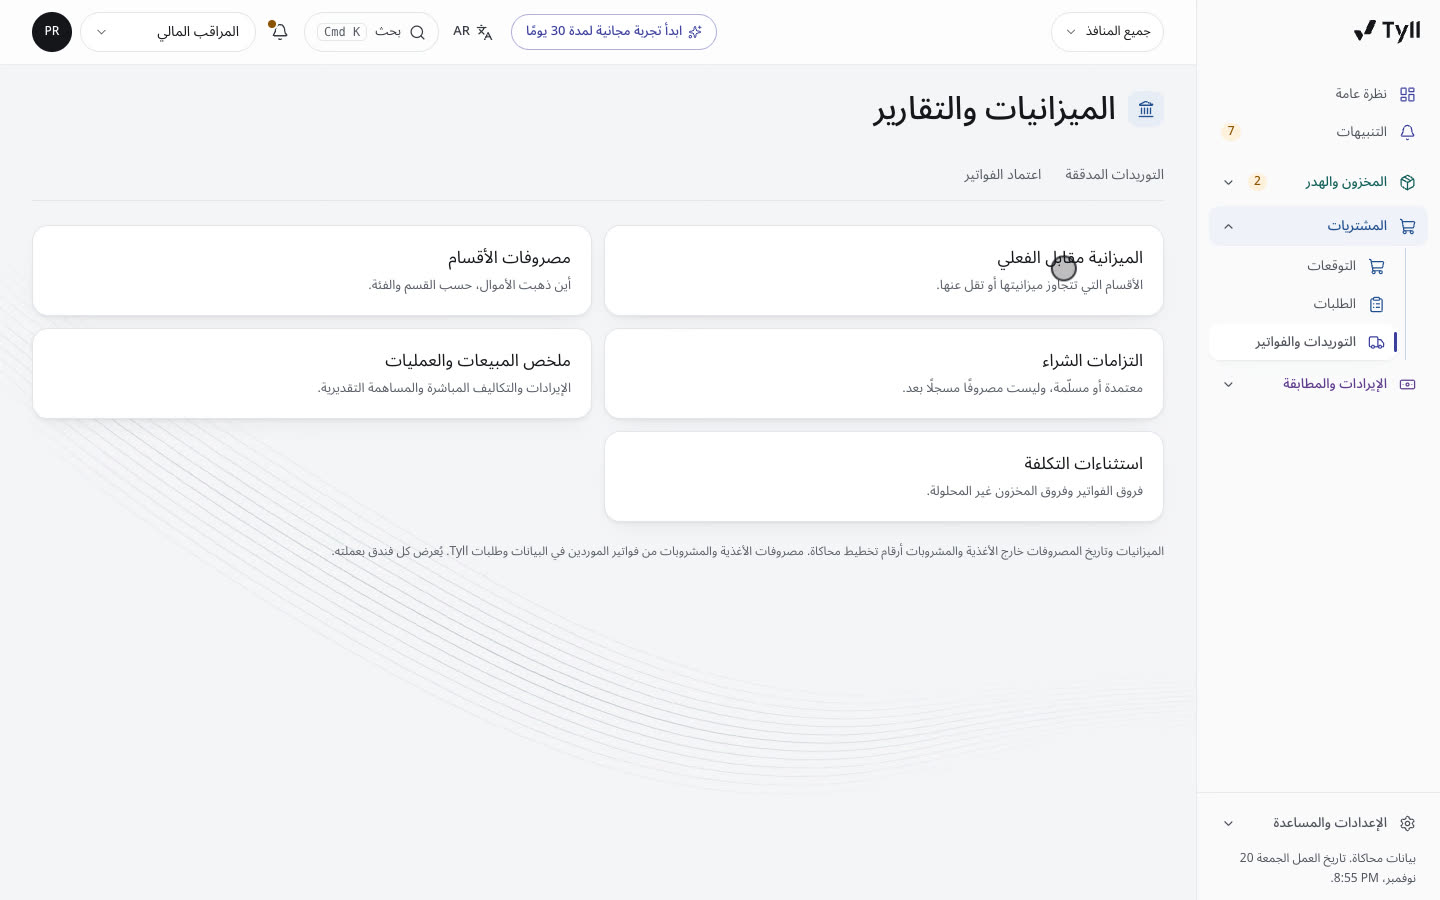 Tyll
نظرة عامة
التنبيهات
7
المخزون والهدر
2
المشتريات
التوقعات
الطلبات
التوريدات والفواتير
الإيرادات والمطابقة
الإعدادات والمساعدة
بيانات محاكاة. تاريخ العمل الجمعة 20
نوفمبر، 8:55 PM.
جميع المنافذ
ابدأ تجربة مجانية لمدة 30 يومًا
AR
بحث
Cmd K
المراقب المالي
PR
الميزانيات والتقارير
التوريدات المدققة
اعتماد الفواتير
الميزانية مقابل الفعلي
الأقسام التي تتجاوز ميزانيتها أو تقل عنها.
مصروفات الأقسام
أين ذهبت الأموال، حسب القسم والفئة.
التزامات الشراء
معتمدة أو مسلّمة، وليست مصروفًا مسجلًا بعد.
ملخص المبيعات والعمليات
الإيرادات والتكاليف المباشرة والمساهمة التقديرية.
استثناءات التكلفة
فروق الفواتير وفروق المخزون غير المحلولة.
الميزانيات وتاريخ المصروفات خارج الأغذية والمشروبات أرقام تخطيط محاكاة. مصروفات الأغذية والمشروبات من فواتير الموردين في البيانات وطلبات Tyll. يُعرض كل فندق بعملته.